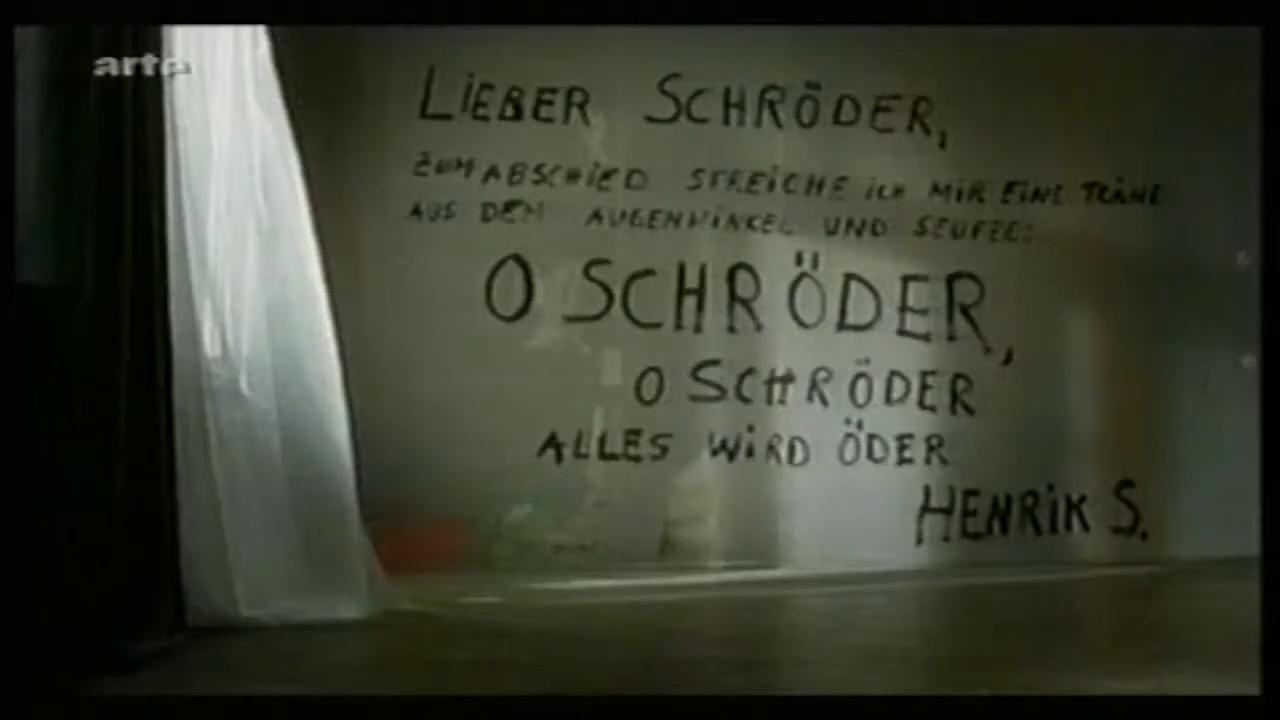 arte
LIEBER SCHRÖDER,
ZUM ABSCHIED STREICHE ICH MIR EINE TRÄNE
AUS DEM AUGENWINKEL UND SEUFZE:
O SCHRÖDER,
O SCHRÖDER
ALLES WIRD ÖDER
HENRIK S.